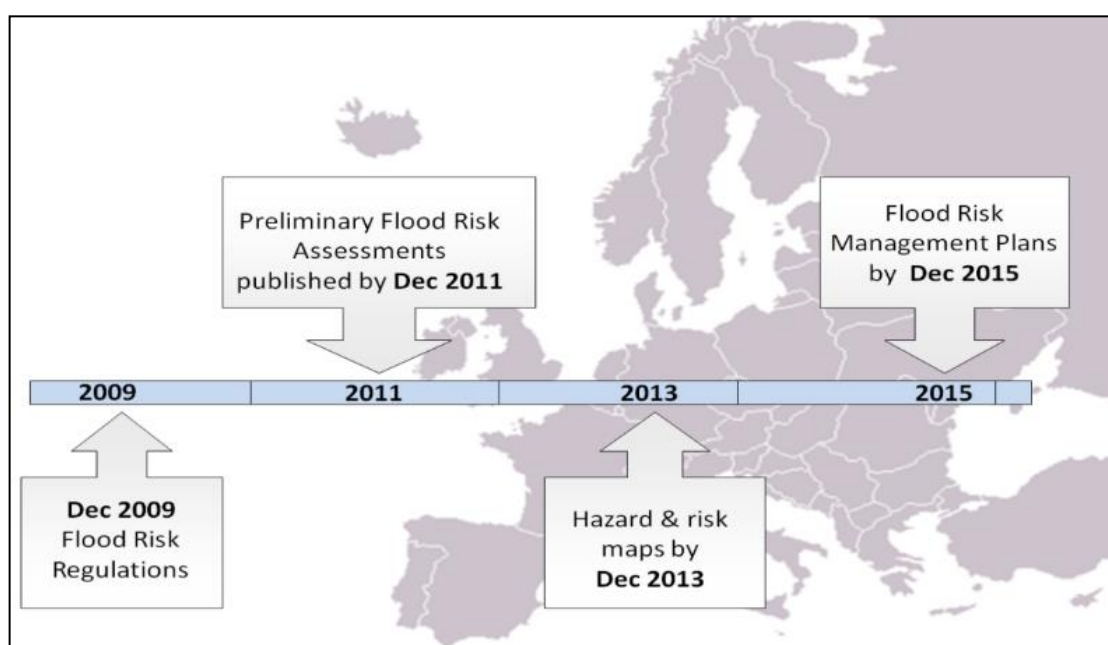 Preliminary Flood Risk
Assessments
published by Dec 2011
Flood Risk
Management Plans
by Dec 2015
2009
2011
2013
2015
Dec 2009
Flood Risk
Regulations
Hazard & risk
maps by
Dec 2013